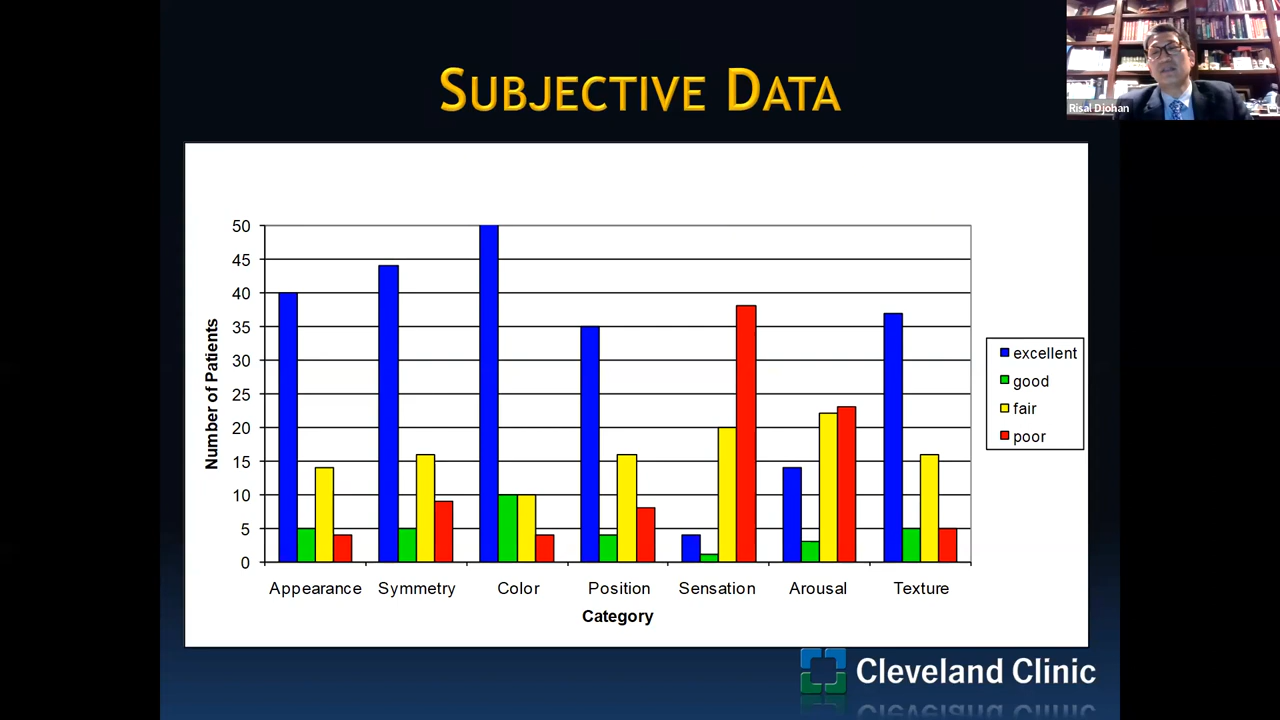 SUBJECTIVE DATA
Risal Djohan
50
45
40
35
30
25
20
15
10
5
0
Number of Patients
Appearance Symmetry Color Position Sensation Arousal Texture
Category
excellent
good
fair
poor
Cleveland Clinic